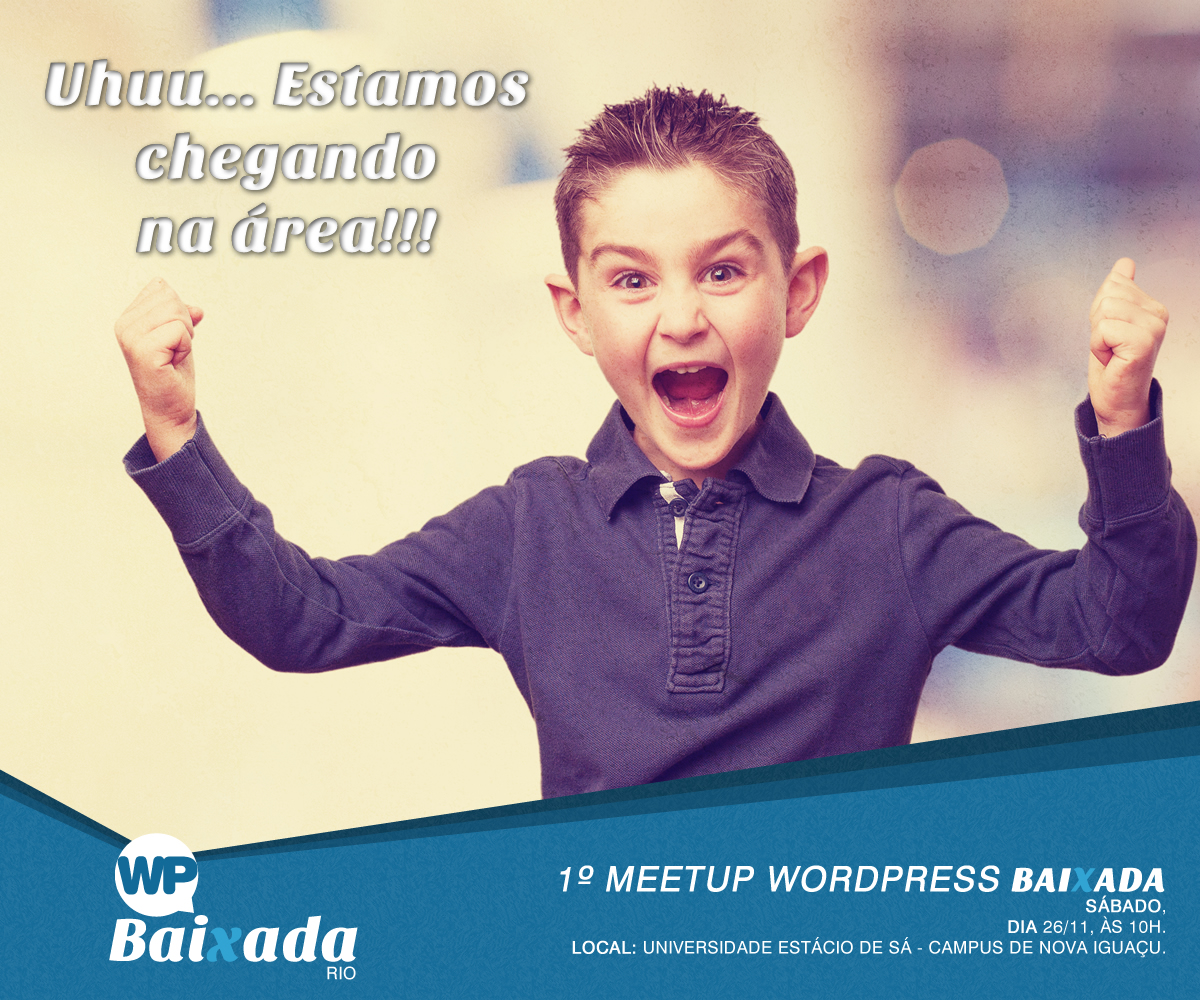 Uhuu... Estamos
chegando
na área!!!
WP
Baixada
RIO
1º MEETUP WORDPRESS BAIXADA
SÁBADO,
DIA 26/11, ÀS 10H.
LOCAL: UNIVERSIDADE ESTÁCIO DE SÁ - CAMPUS DE NOVA IGUAÇU.